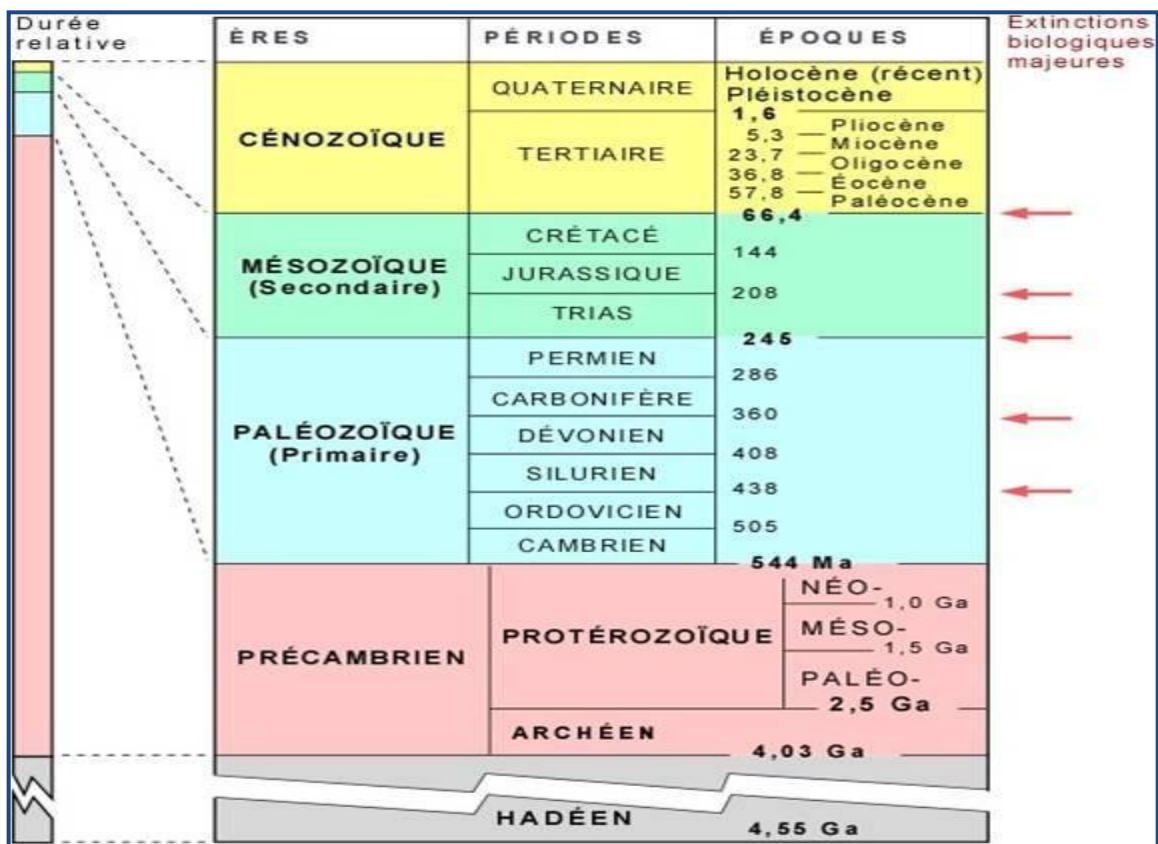 Durée
relative
ÈRES
PÉRIODES
ÉPOQUES
Extinctions
biologiques
majeures
CÉNOZOÏQUE
QUATERNAIRE
Holocène (récent)
Pléistocène
1,6
TERTIAIRE
Pliocène
5,3
Miocène
23,7
Oligocène
36,8
Éocène
57,8
Paléocène
66,4
MÉSOZOÏQUE
(Secondaire)
CRÉTACÉ
144
JURASSIQUE
208
TRIAS
245
PALÉOZOÏQUE
(Primaire)
PERMIEN
286
CARBONIFÈRE
360
DÉVONIEN
408
SILURIEN
438
ORDOVICIEN
505
CAMBRIEN
544 Ma
PRÉCAMBRIEN
PROTÉROZOÏQUE
NÉO-
1,0 Ga
MÉSO-
1,5 Ga
PALÉO-
2,5 Ga
ARCHÉEN
4,03 Ga
HADÉEN
4,55 Ga